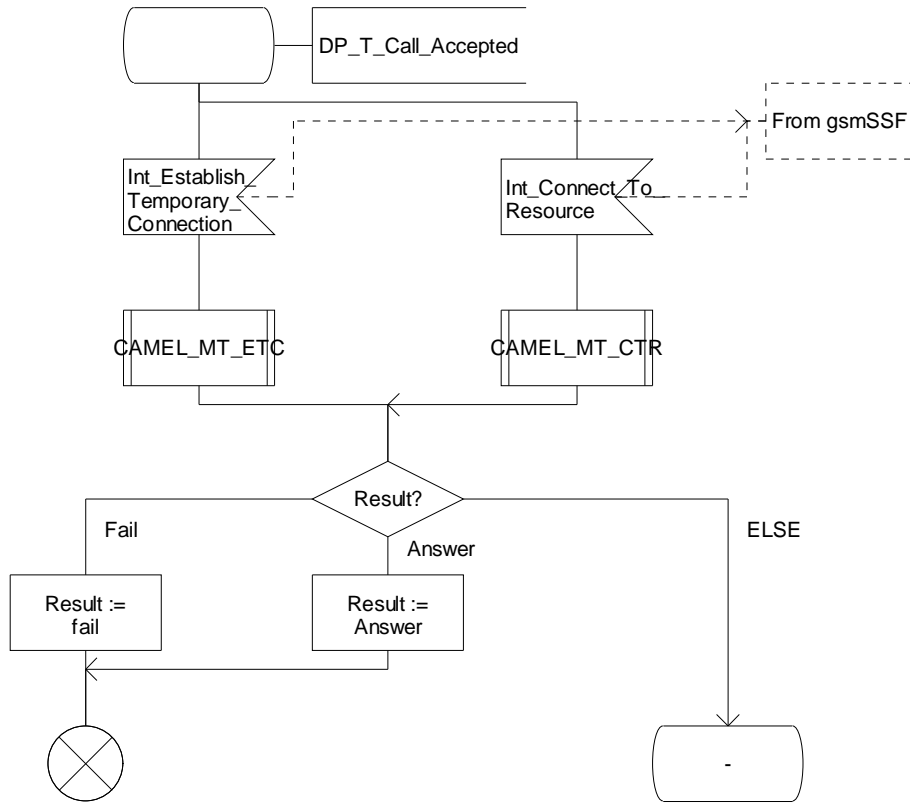 DP_T_Call_Accepted
From gsmSSF
Int_Establish_
Temporary_
Connection
Int_Connect_To_
Resource
CAMEL_MT_ETC
CAMEL_MT_CTR
Result?
Fail
Answer
ELSE
Result :=
fail
Result :=
Answer
-